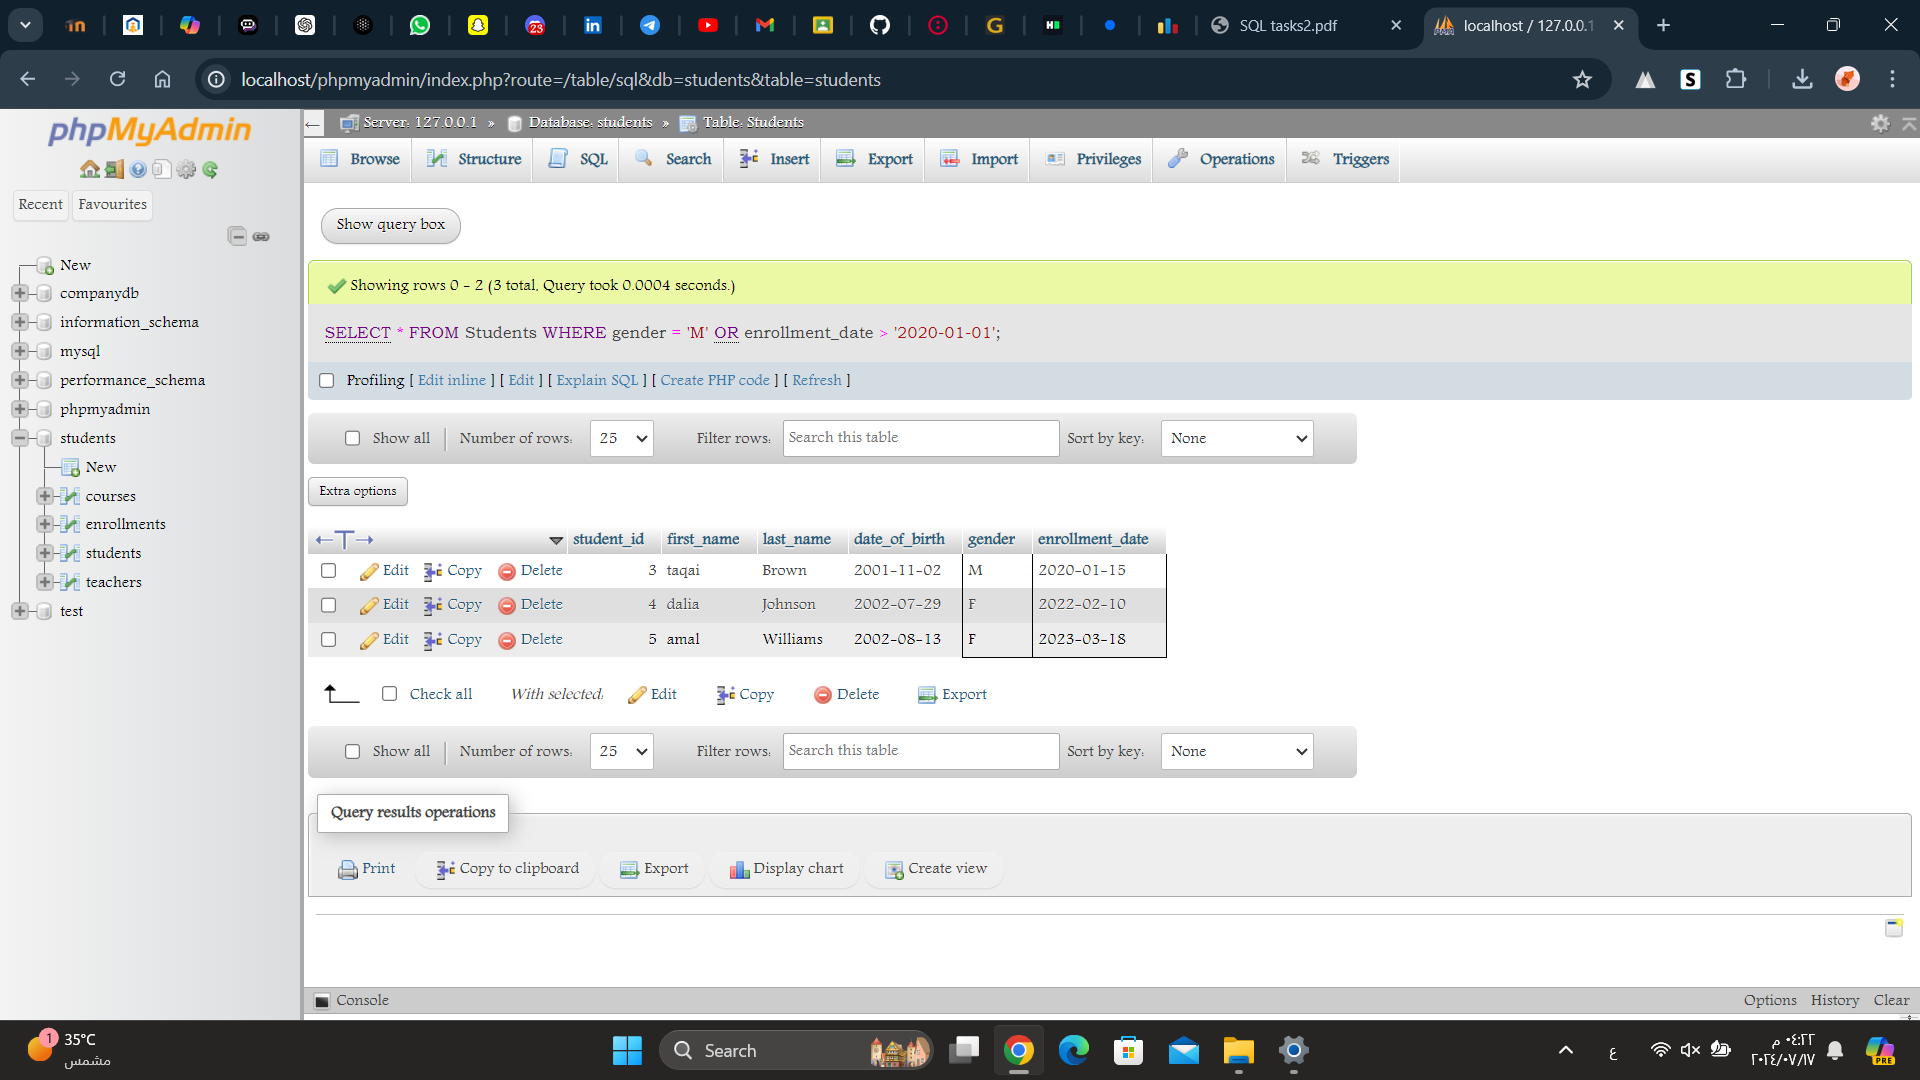 SQL tasks2.pdf
localhost / 127.0.0.1
localhost/phpmyadmin/index.php?route=/table/sql&db=students&table=students
phpMyAdmin
Recent
Favourites
New
companydb
information_schema
mysql
performance_schema
phpmyadmin
students
New
courses
enrollments
students
teachers
test
Server: 127.0.0.1 » Database: students » Table: Students
Browse
Structure
SQL
Search
Insert
Export
Import
Privileges
Operations
Triggers
Show query box
Showing rows 0 - 2 (3 total, Query took 0.0004 seconds.)
SELECT * FROM Students WHERE gender = 'M' OR enrollment_date > '2020-01-01';
Profiling [ Edit inline ] [ Edit ] [ Explain SQL ] [ Create PHP code ] [ Refresh ]
Show all Number of rows: 25 Filter rows: Search this table Sort by key: None
Extra options
student_id first_name last_name date_of_birth gender enrollment_date
Edit Copy Delete 3 taqai Brown 2001-11-02 M 2020-01-15
Edit Copy Delete 4 dalia Johnson 2002-07-29 F 2022-02-10
Edit Copy Delete 5 amal Williams 2002-08-13 F 2023-03-18
Check all With selected: Edit Copy Delete Export
Show all Number of rows: 25 Filter rows: Search this table Sort by key: None
Query results operations
Print Copy to clipboard Export Display chart Create view
Console
Options History Clear
1
35°C
مشمس
Search
ع
٠٤:٢٢ م
٢٠٢٤/٠٧/١٧
PRE
23